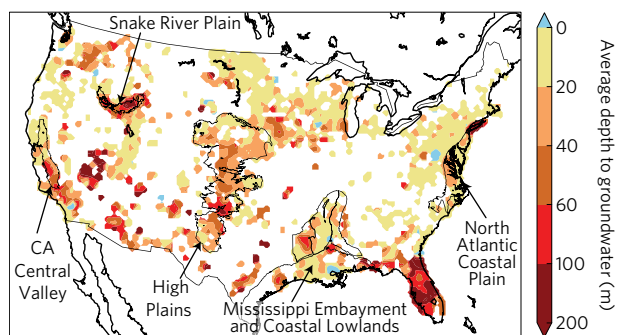 Snake River Plain
CA
Central
Valley
High
Plains
Mississippi Embayment
and Coastal Lowlands
North
Atlantic
Coastal
Plain
0
20
40
60
100
200
Average depth to groundwater (m)